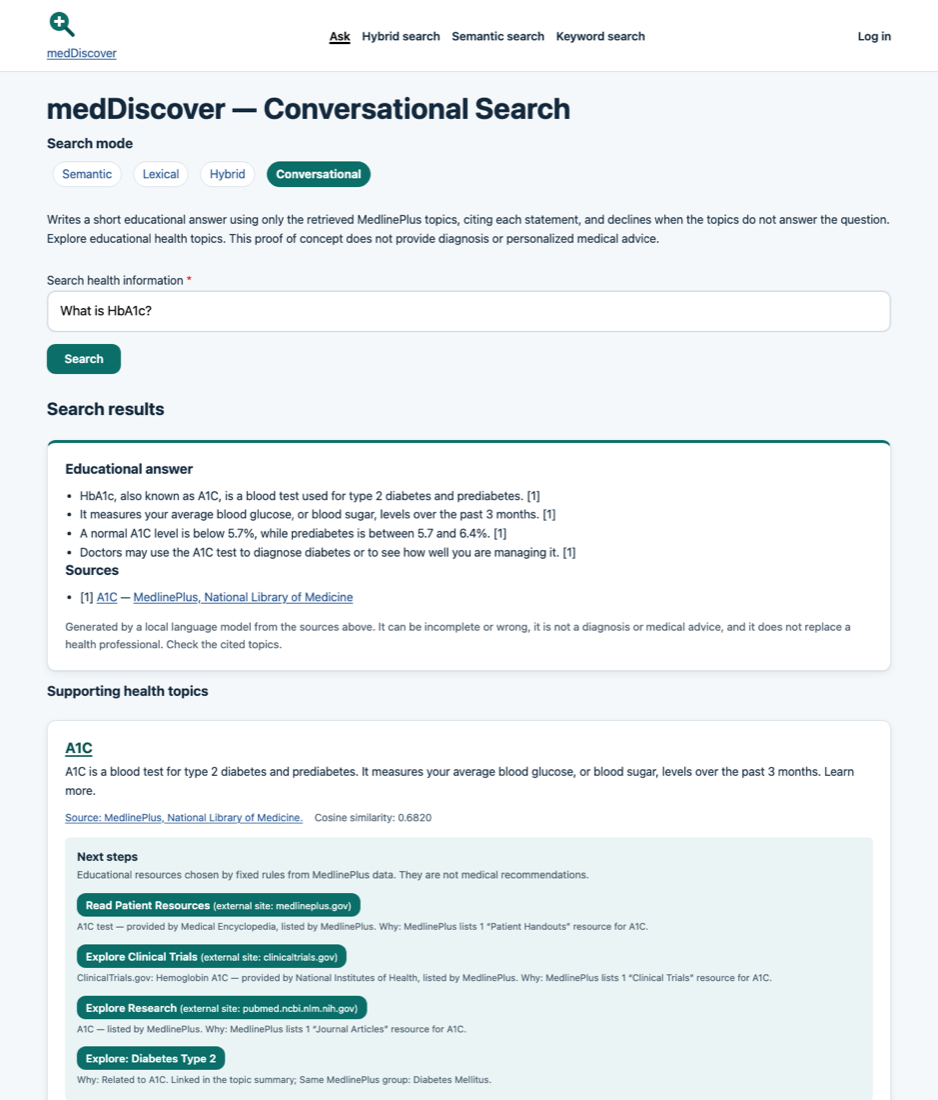 medDiscover
Ask Hybrid search Semantic search Keyword search
Log in
medDiscover — Conversational Search
Search mode
Semantic Lexical Hybrid Conversational
Writes a short educational answer using only the retrieved MedlinePlus topics, citing each statement, and declines when the topics do not answer the question.
Explore educational health topics. This proof of concept does not provide diagnosis or personalized medical advice.
Search health information *
What is HbA1c?
Search
Search results
Educational answer
• HbA1c, also known as A1C, is a blood test used for type 2 diabetes and prediabetes. [1]
• It measures your average blood glucose, or blood sugar, levels over the past 3 months. [1]
• A normal A1C level is below 5.7%, while prediabetes is between 5.7 and 6.4%. [1]
• Doctors may use the A1C test to diagnose diabetes or to see how well you are managing it. [1]
Sources
• [1] A1C — MedlinePlus, National Library of Medicine
Generated by a local language model from the sources above. It can be incomplete or wrong, it is not a diagnosis or medical advice, and it does not replace a
health professional. Check the cited topics.
Supporting health topics
A1C
A1C is a blood test for type 2 diabetes and prediabetes. It measures your average blood glucose, or blood sugar, levels over the past 3 months. Learn
more.
Source: MedlinePlus, National Library of Medicine. Cosine similarity: 0.6820
Next steps
Educational resources chosen by fixed rules from MedlinePlus data. They are not medical recommendations.
Read Patient Resources (external site: medlineplus.gov)
A1C test — provided by Medical Encyclopedia, listed by MedlinePlus. Why: MedlinePlus lists 1 “Patient Handouts” resource for A1C.
Explore Clinical Trials (external site: clinicaltrials.gov)
ClinicalTrials.gov: Hemoglobin A1C — provided by National Institutes of Health, listed by MedlinePlus. Why: MedlinePlus lists 1 “Clinical Trials” resource for A1C.
Explore Research (external site: pubmed.ncbi.nlm.nih.gov)
A1C — listed by MedlinePlus. Why: MedlinePlus lists 1 “Journal Articles” resource for A1C.
Explore: Diabetes Type 2
Why: Related to A1C. Linked in the topic summary; Same MedlinePlus group: Diabetes Mellitus.